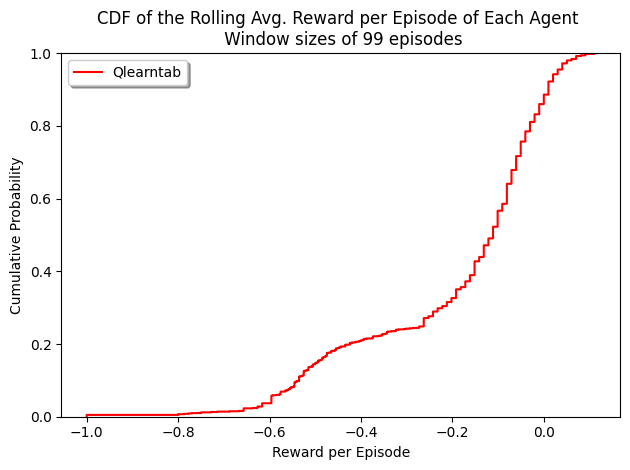 CDF of the Rolling Avg. Reward per Episode of Each Agent
Window sizes of 99 episodes
Qlearntab
Cumulative Probability
1.0
0.8
0.6
0.4
0.2
0.0
−1.0
−0.8
−0.6
−0.4
−0.2
0.0
Reward per Episode